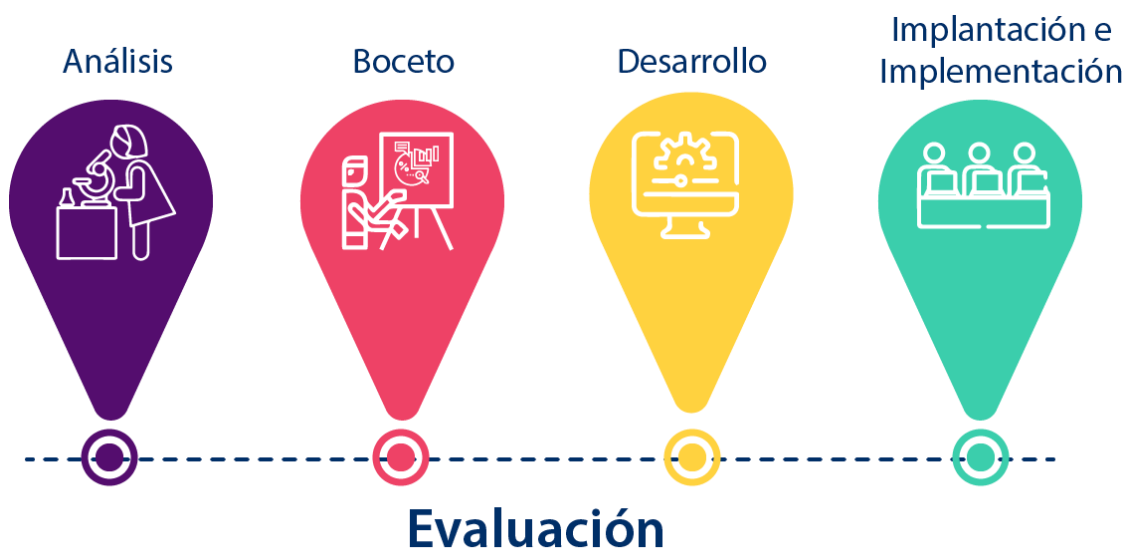 Análisis
Boceto
Desarrollo
Implantación e
Implementación
%
Evaluación